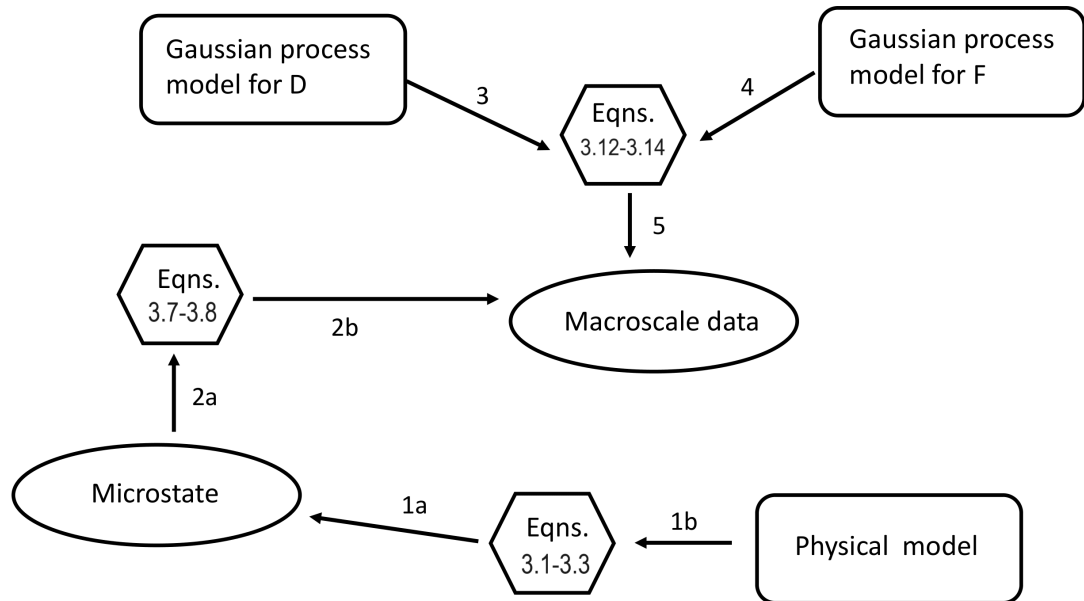 Gaussian process
model for D
Gaussian process
model for F
3
4
Eqns.
3.12-3.14
5
Eqns.
3.7-3.8
2b
Macroscale data
2a
Microstate
1a
Eqns.
3.1-3.3
1b
Physical model